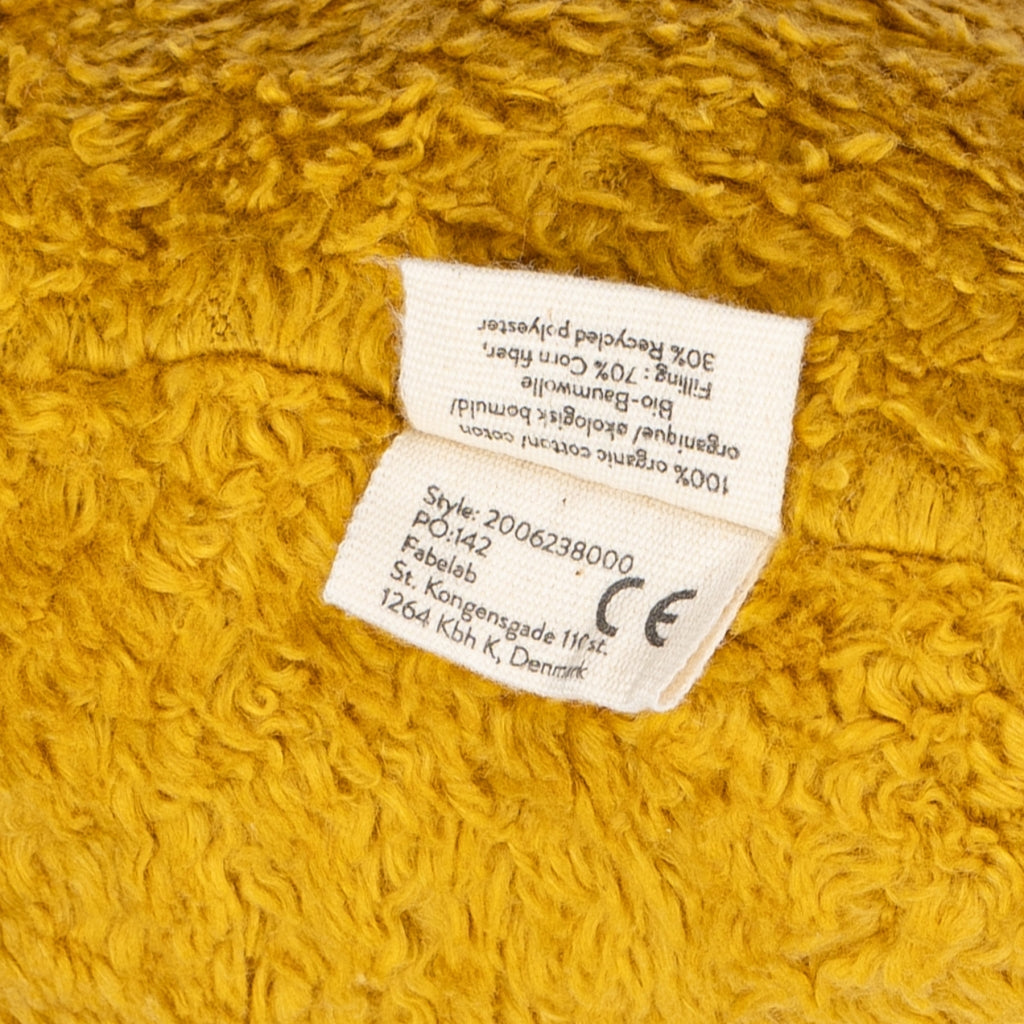 100% organic cotton/ coton
organique/ økologisk bomuld/
Bio-Baumwolle
Filling : 70% Corn fiber,
30% Recycled polyester
Style: 2006238000
PO:142
Fabelab
St. Kongensgade st.
1264 Kbh K, Denmark
CE